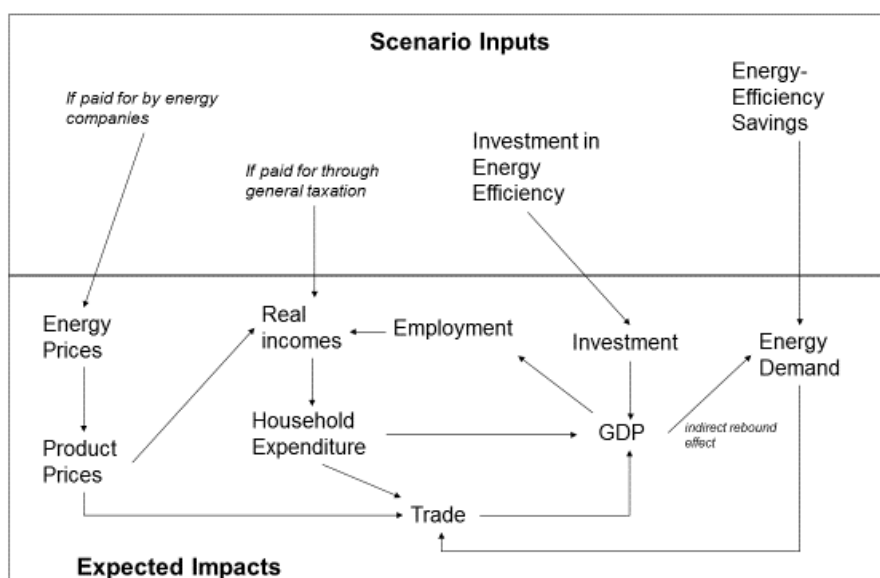 Scenario Inputs
If paid for by energy
companies
If paid for through
general taxation
Investment in
Energy
Efficiency
Energy-
Efficiency
Savings
Energy
Prices
Real
incomes
Employment
Investment
Energy
Demand
Product
Prices
Household
Expenditure
GDP
indirect rebound
effect
Trade
Expected Impacts